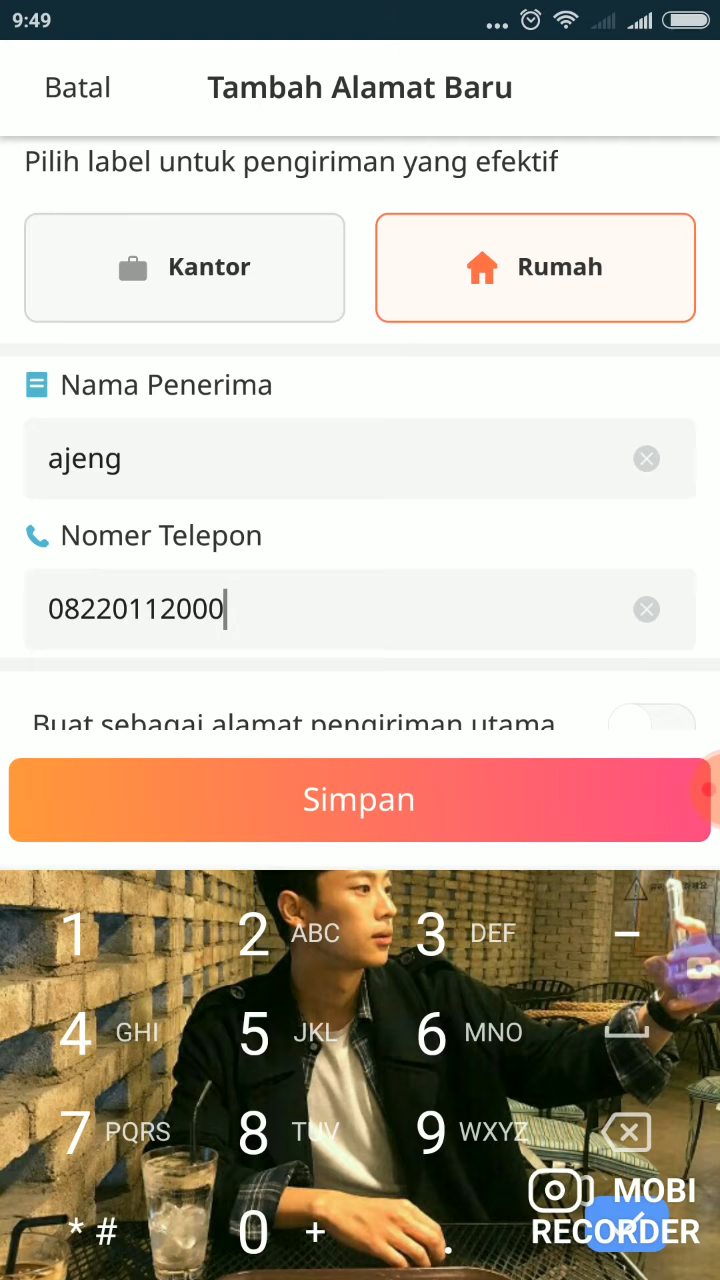 9:49
Batal Tambah Alamat Baru
Pilih label untuk pengiriman yang efektif
Kantor Rumah
Nama Penerima
ajeng
Nomer Telepon
08220112000
Buat sebagai alamat pengiriman utama
Simpan
1 2 ABC 3 DEF –
4 GHI 5 JKL 6 MNO
7 PQRS 8 TUV 9 WXYZ
* # 0 + .
MOBI
RECORDER